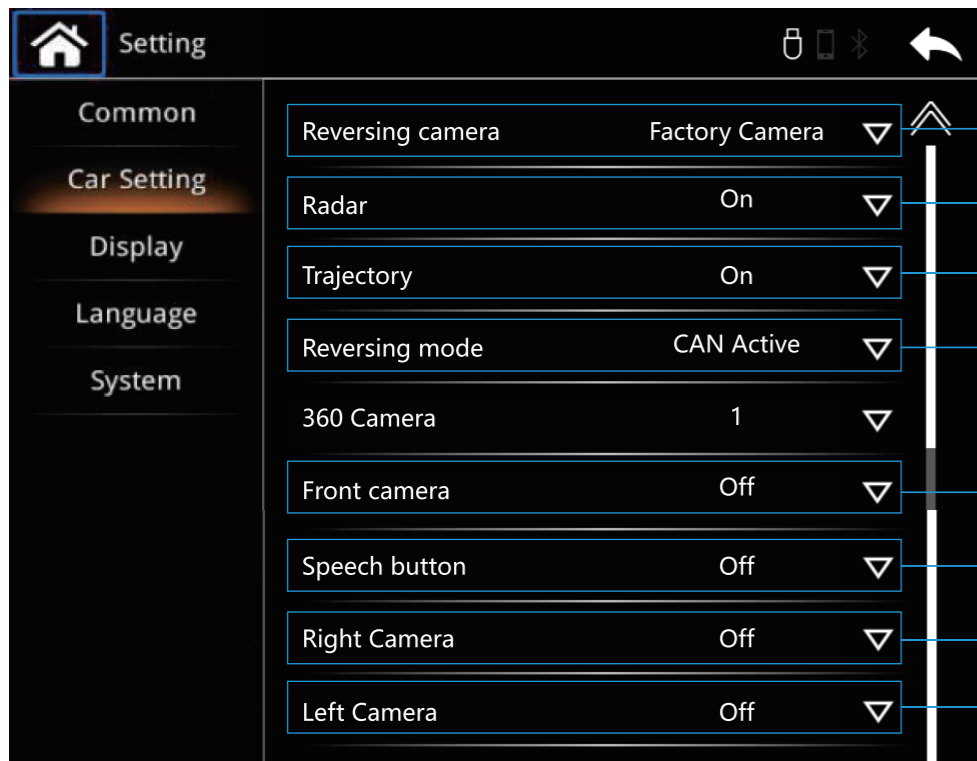 Setting
Common
Car Setting
Display
Language
System
Reversing camera Factory Camera
Radar On
Trajectory On
Reversing mode CAN Active
360 Camera 1
Front camera Off
Speech button Off
Right Camera Off
Left Camera Off